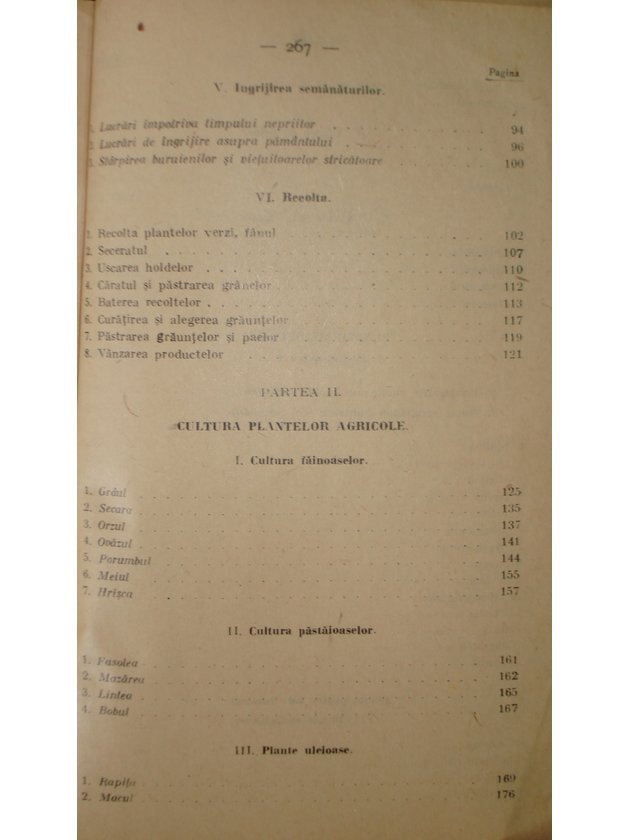 — 267 —
Pagina
V. Ingrijirea semănăturilor.
1. Lucrări împotriva timpului nepriitor . . . 94
2. Lucrări de îngrijire asupra pământului . . . 96
3. Stârpirea buruienilor și viețuitoarelor stricătoare . . . 100
VI. Recolta.
1. Recolta plantelor verzi, fânul . . . 102
2. Seceratul . . . 107
3. Uscarea holdelor . . . 110
4. Căratul și păstrarea grânelor . . . 112
5. Baterea recoltelor . . . 113
6. Curățirea și alegerea grăunțelor . . . 117
7. Păstrarea grăunțelor și paelor . . . 119
8. Vânzarea productelor . . . 121
PARTEA II.
CULTURA PLANTELOR AGRICOLE.
I. Cultura făinoaselor.
1. Grâul . . . 125
2. Secara . . . 135
3. Orzul . . . 137
4. Ovăzul . . . 141
5. Porumbul . . . 144
6. Meiul . . . 155
7. Hrișca . . . 157
II. Cultura păstăioaselor.
1. Fasolea . . . 161
2. Mazărea . . . 162
3. Lintea . . . 165
4. Bobul . . . 167
III. Plante uleioase.
1. Rapița . . . 169
2. Macul . . . 176